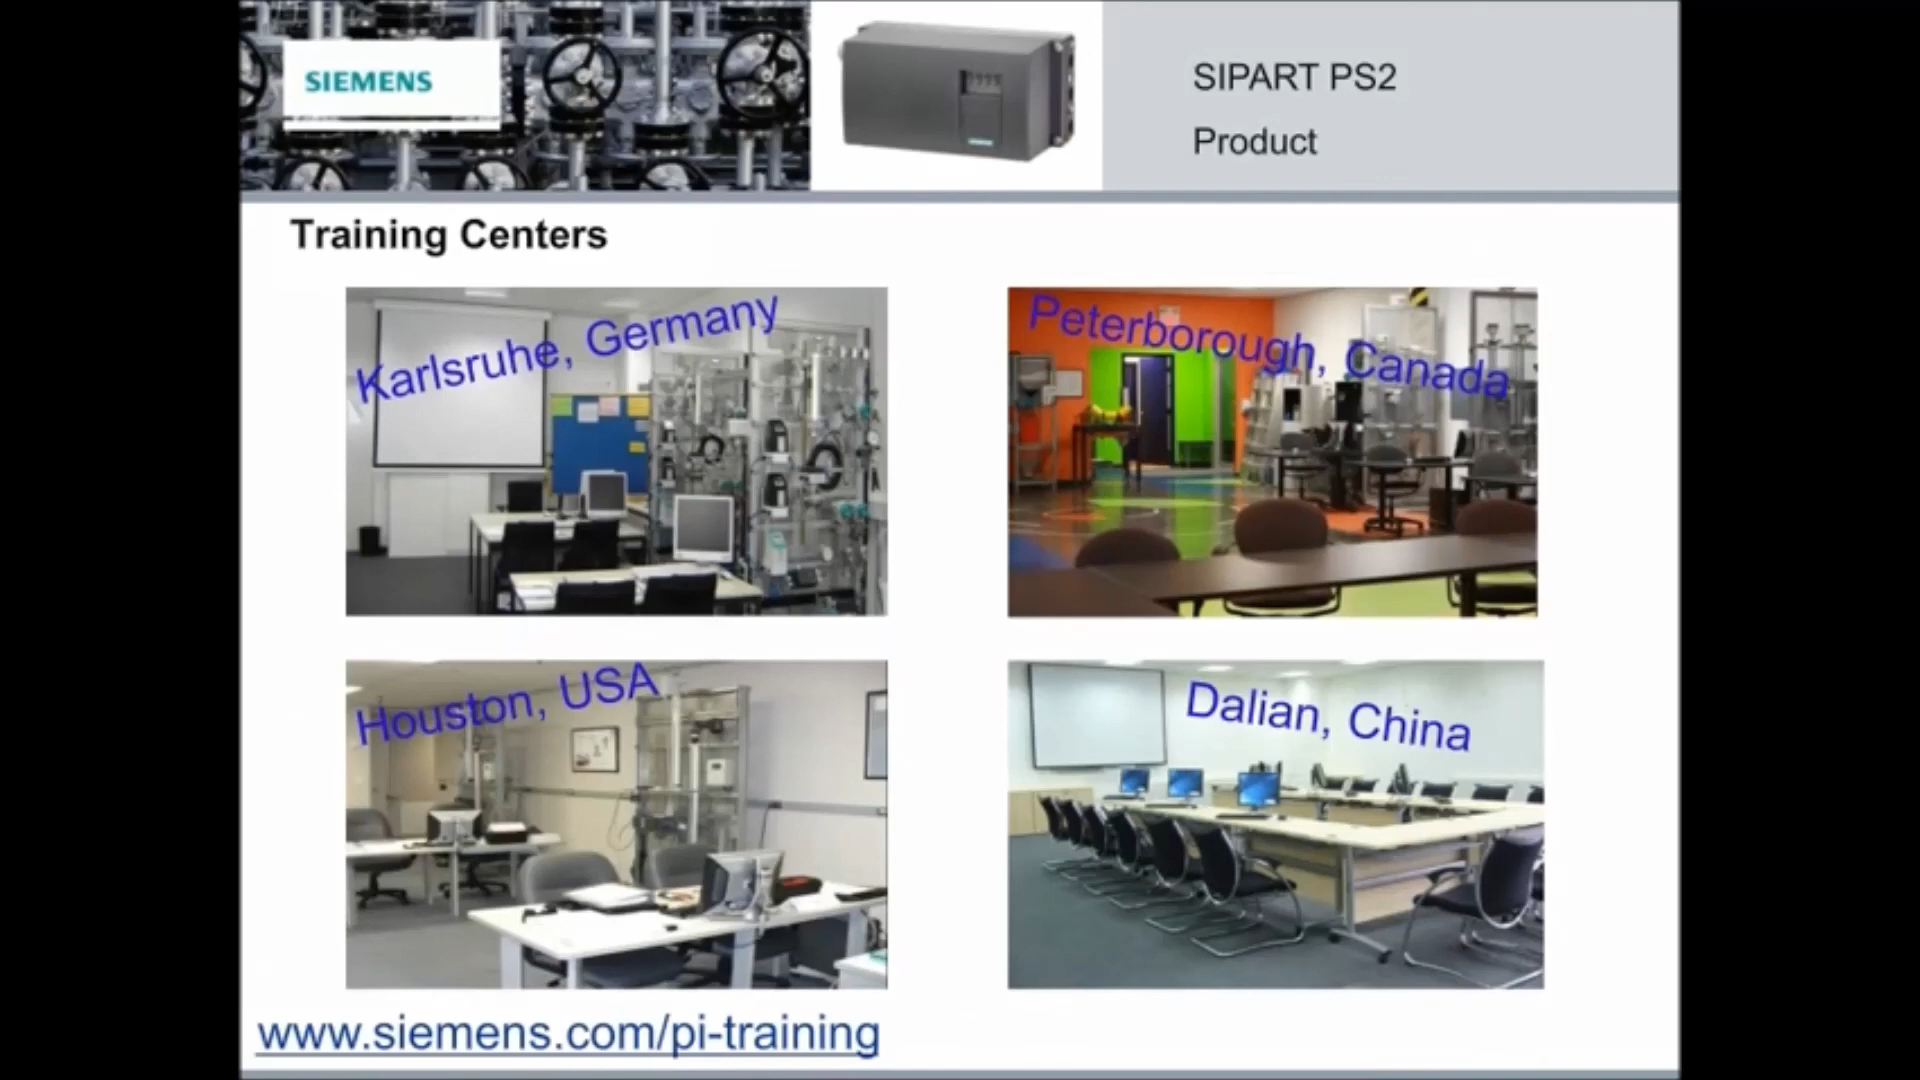 SIEMENS
SIPART PS2
Product
Training Centers
Karlsruhe, Germany
Peterborough, Canada
Houston, USA
Dalian, China
www.siemens.com/pi-training